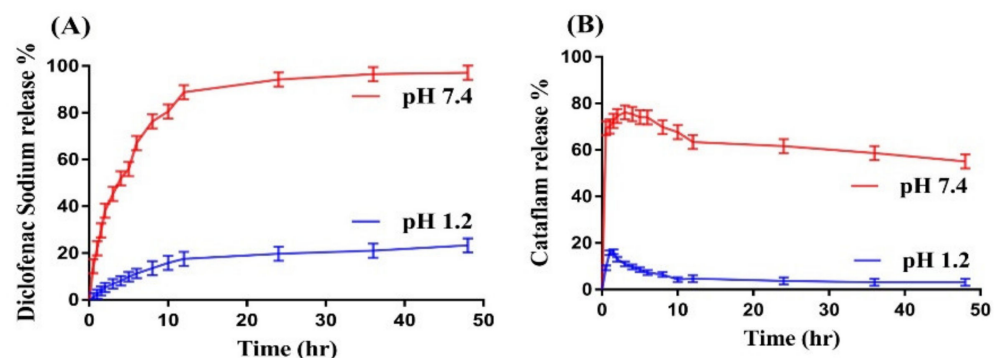 (A)
Diclofenac Sodium release %
100
80
60
40
20
0
pH 7.4
pH 1.2
0 10 20 30 40 50
Time (hr)
(B)
Cataflam release %
100
80
60
40
20
0
pH 7.4
pH 1.2
0 10 20 30 40 50
Time (hr)